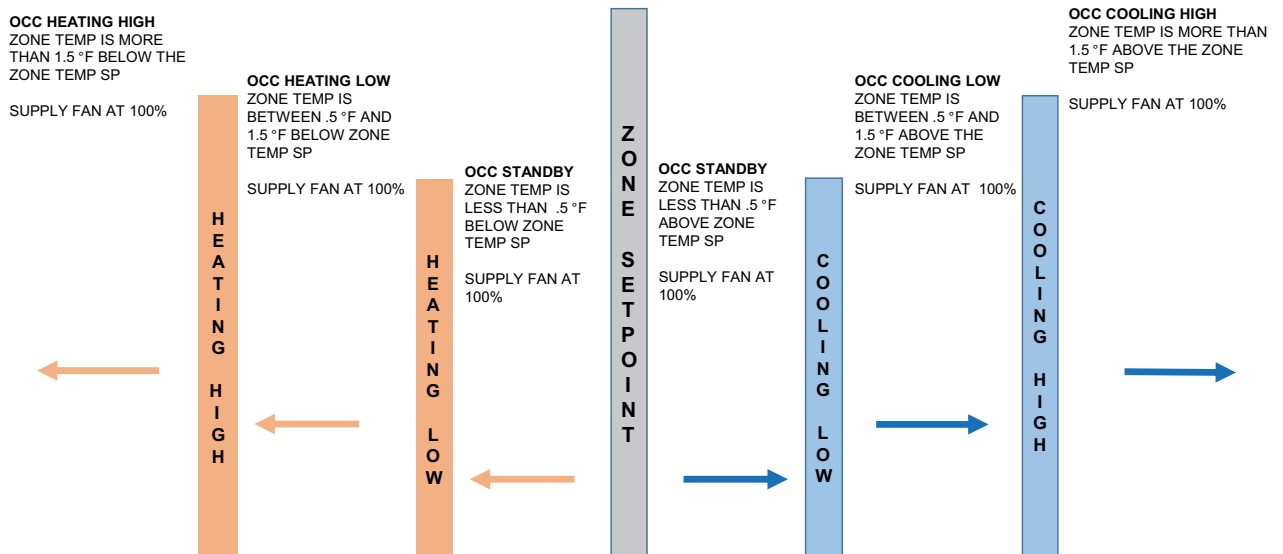 OCC HEATING HIGH
ZONE TEMP IS MORE
THAN 1.5 °F BELOW THE
ZONE TEMP SP
SUPPLY FAN AT 100%
HEATING HIGH
OCC HEATING LOW
ZONE TEMP IS
BETWEEN .5 °F AND
1.5 °F BELOW ZONE
TEMP SP
SUPPLY FAN AT 100%
HEATING LOW
OCC STANDBY
ZONE TEMP IS
LESS THAN .5 °F
BELOW ZONE
TEMP SP
SUPPLY FAN AT
100%
ZONE SETPOINT
OCC STANDBY
ZONE TEMP IS
LESS THAN .5 °F
ABOVE ZONE
TEMP SP
SUPPLY FAN AT
100%
COOLING LOW
OCC COOLING LOW
ZONE TEMP IS
BETWEEN .5 °F AND
1.5 °F ABOVE THE
ZONE TEMP SP
SUPPLY FAN AT 100%
COOLING HIGH
OCC COOLING HIGH
ZONE TEMP IS MORE THAN
1.5 °F ABOVE THE ZONE
TEMP SP
SUPPLY FAN AT 100%